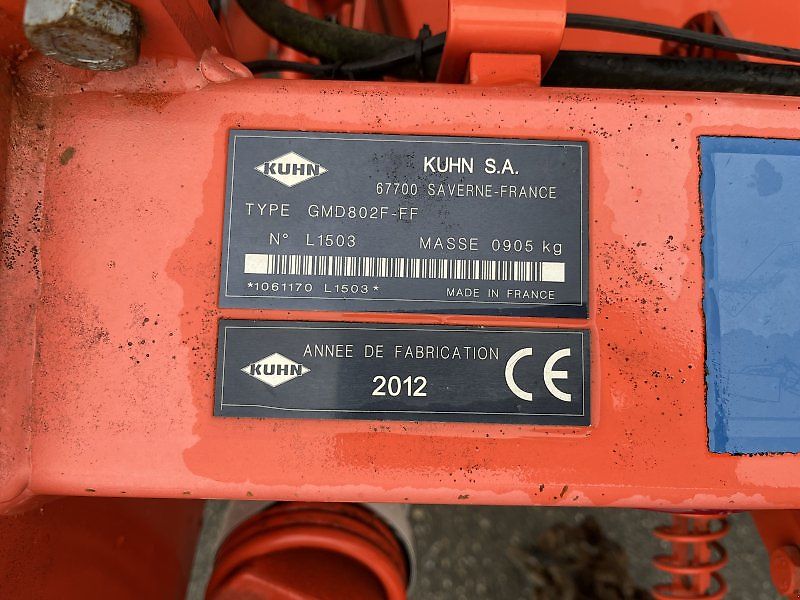 KUHN
KUHN S.A.
67700 SAVERNE-FRANCE
TYPE GMD802F-FF
N° L1503 MASSE 0905 kg
*1061170 L1503*
MADE IN FRANCE
KUHN
ANNEE DE FABRICATION
2012
CE